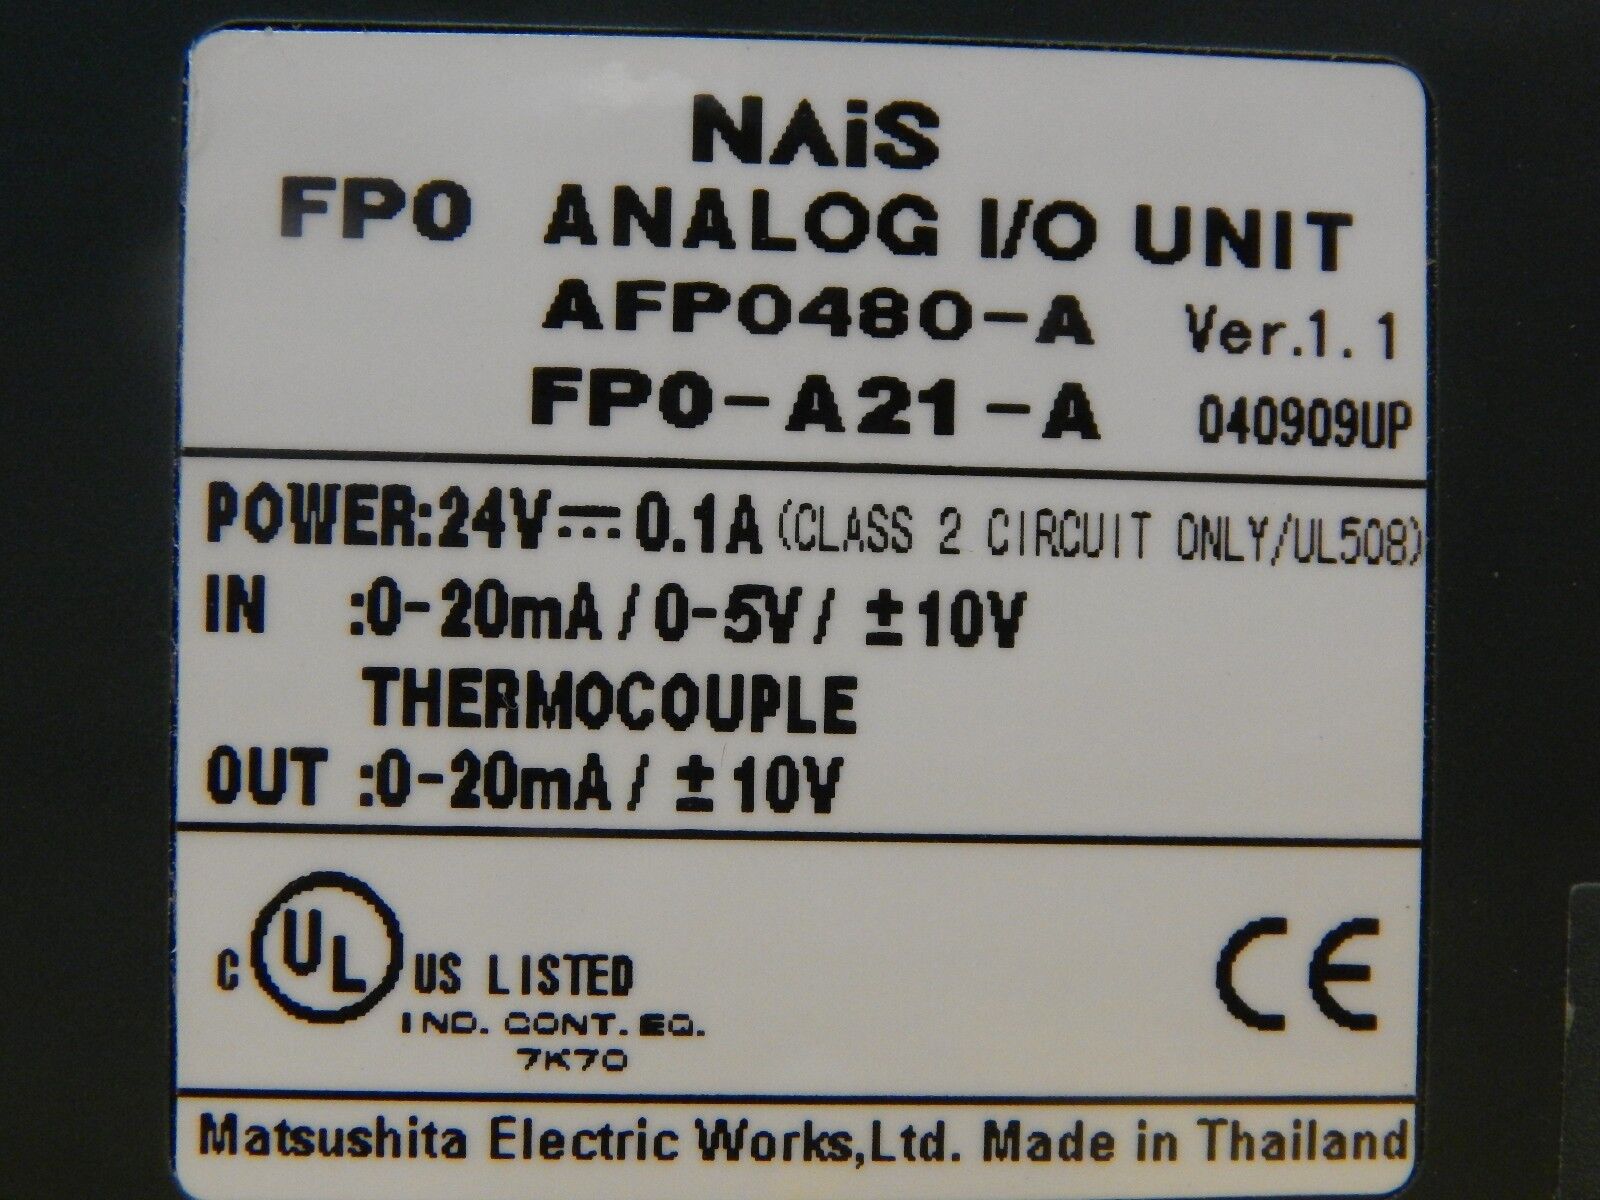 NAiS
FP0 ANALOG I/O UNIT
AFP0480-A Ver.1.1
FP0-A21-A 040909UP
POWER:24V⎓0.1A (CLASS 2 CIRCUIT ONLY/UL508)
IN :0-20mA / 0-5V / ±10V
THERMOCOUPLE
OUT :0-20mA / ±10V
C UL US LISTED CE
IND. CONT. EQ.
7K70
Matsushita Electric Works,Ltd. Made in Thailand